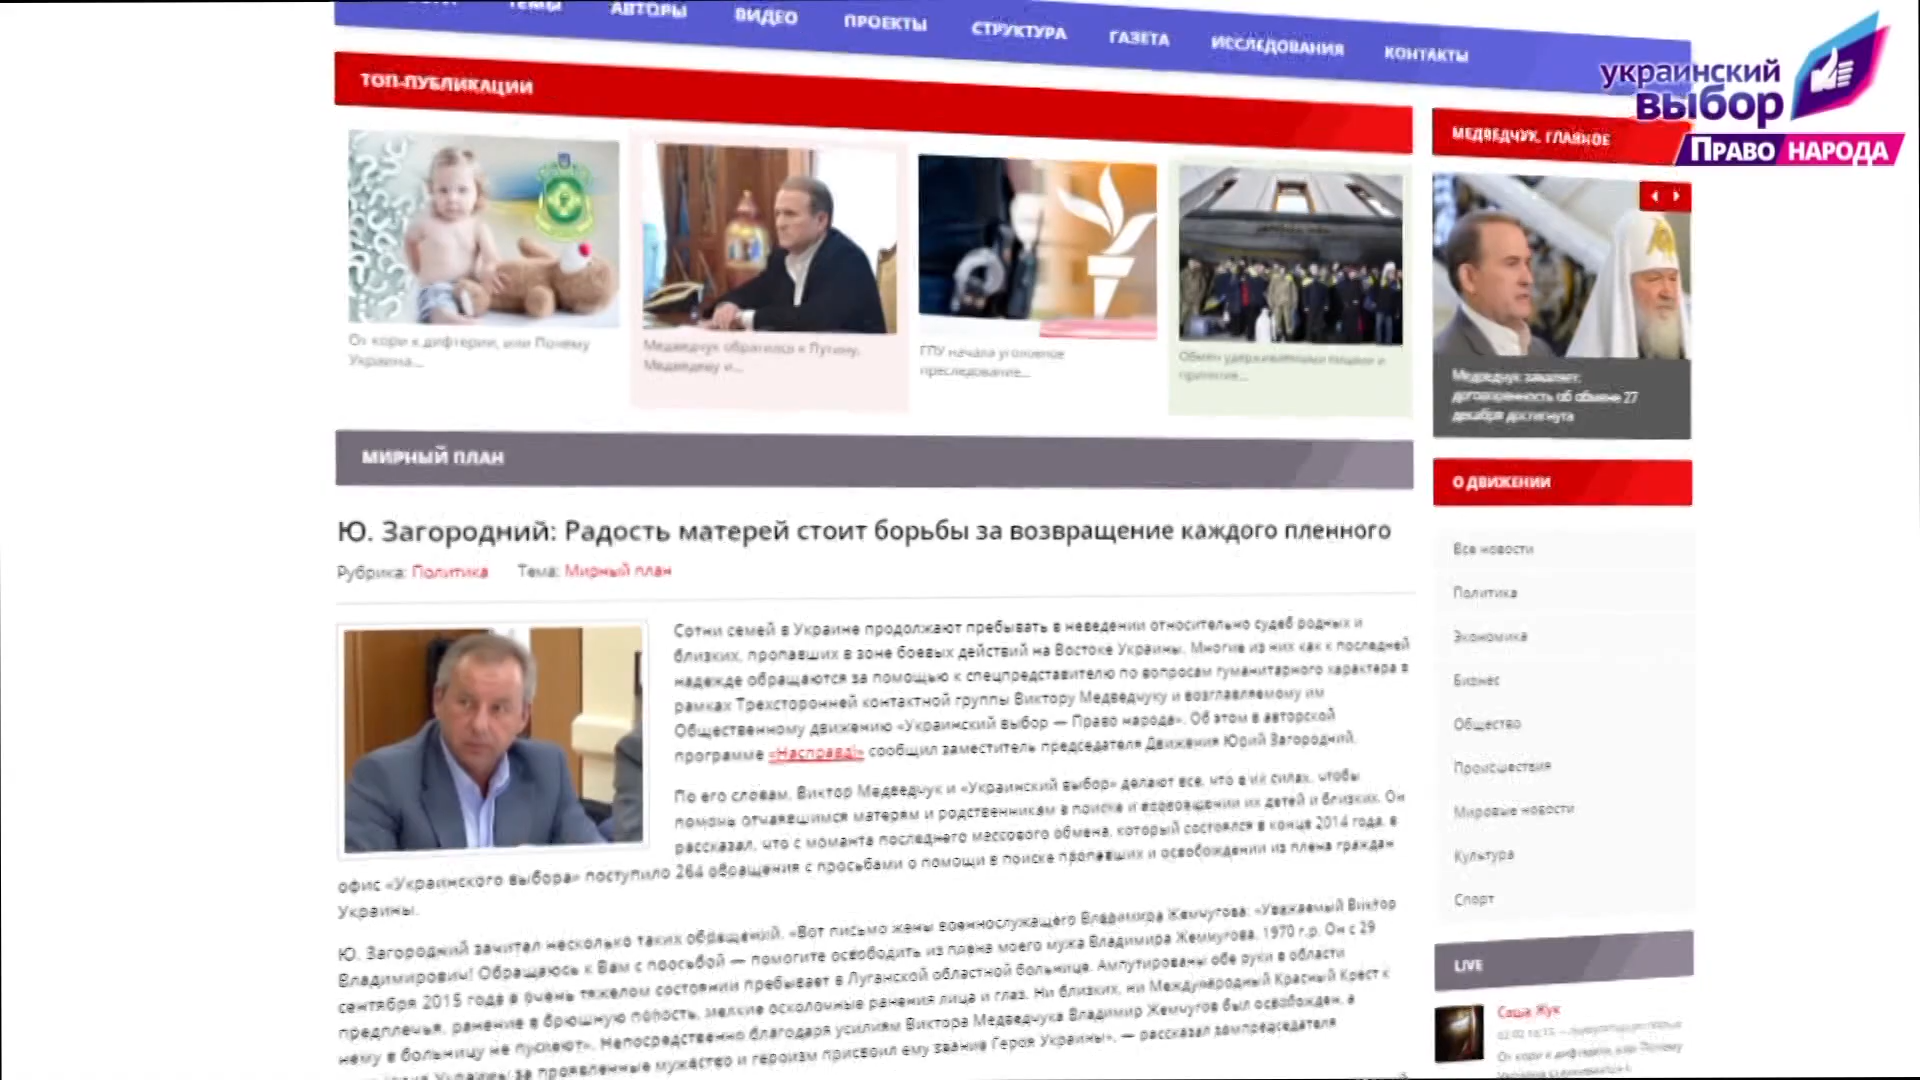 ТЕМЫ АВТОРЫ ВИДЕО ПРОЕКТЫ СТРУКТУРА ГАЗЕТА ИССЛЕДОВАНИЯ КОНТАКТЫ
украинский
выбор
ПРАВО НАРОДА
ТОП-ПУБЛИКАЦИИ
МЕДВЕДЧУК. ГЛАВНОЕ
От кори к дифтерии, или Почему
Украина...
Медведчук обратился к Путину,
Медведеву и...
ГПУ начала уголовное
преследование...
Обмен удерживаемыми лицами и
принятие...
Медведчук заявляет:
договоренность об обмене 27
декабря достигнута
МИРНЫЙ ПЛАН
Ю. Загородний: Радость матерей стоит борьбы за возвращение каждого пленного
Рубрика: Политика Тема: Мирный план
Сотни семей в Украине продолжают пребывать в неведении относительно судеб родных и
близких, пропавших в зоне боевых действий на Востоке Украины. Многие из них как к последней
надежде обращаются за помощью к спецпредставителю по вопросам гуманитарного характера в
рамках Трехсторонней контактной группы Виктору Медведчуку и возглавляемому им
Общественному движению «Украинский выбор — Право народа». Об этом в авторской
программе «Насправді» сообщил заместитель председателя Движения Юрий Загородний.
По его словам, Виктор Медведчук и «Украинский выбор» делают все, что в их силах, чтобы
помочь отчаявшимся матерям и родственникам в поиске и возвращении их детей и близких. Он
рассказал, что с момента последнего массового обмена, который состоялся в конце 2014 года, в
офис «Украинского выбора» поступило 264 обращения с просьбами о помощи в поиске пропавших и освобождении из плена граждан
Украины.
Ю. Загородний зачитал несколько таких обращений. «Вот письмо жены военнослужащего Владимира Жемчугова: «Уважаемый Виктор
Владимирович! Обращаюсь к Вам с просьбой — помогите освободить из плена моего мужа Владимира Жемчугова, 1970 г.р. Он с 29
сентября 2015 года в очень тяжелом состоянии пребывает в Луганской областной больнице. Ампутированы обе руки в области
предплечья, ранение в брюшную полость, мелкие осколочные ранения лица и глаз. Ни близких, ни Международный Красный Крест к
нему в больницу не пускают». Непосредственно благодаря усилиям Виктора Медведчука Владимир Жемчугов был освобожден, а
Украины за проявленные мужество и героизм присвоил ему звание Героя Украины», — рассказал зампредседателя
О ДВИЖЕНИИ
Все новости
Политика
Экономика
Бизнес
Общество
Происшествия
Мировые новости
Культура
Спорт
LIVE
Саша Жук
От кори к дифтерии, или Почему